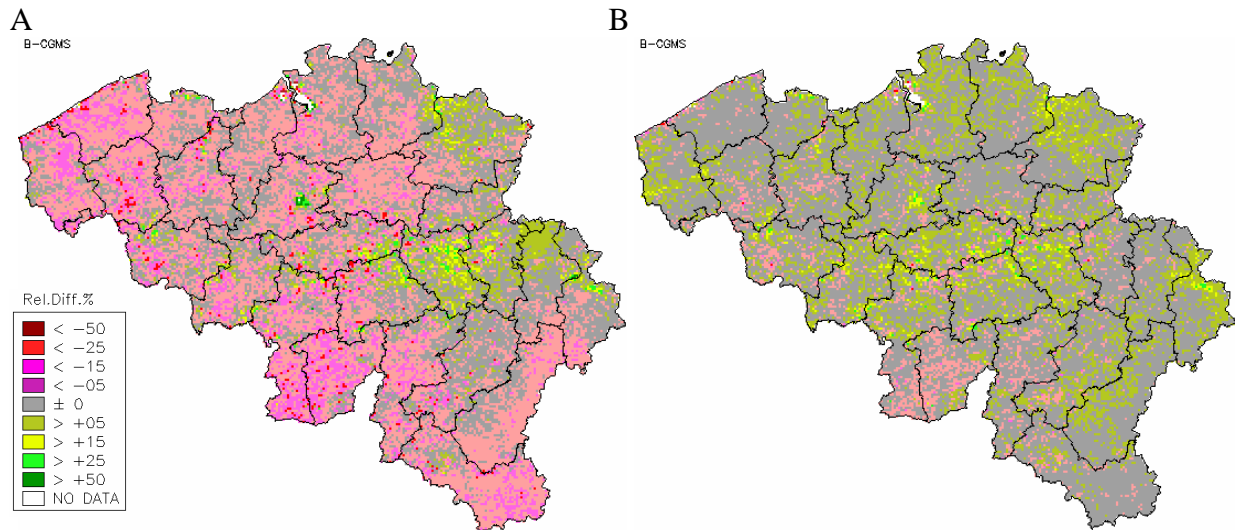 A
B
B-CGMS
B-CGMS
Rel.Diff.%
< -50
< -25
< -15
< -05
± 0
> +05
> +15
> +25
> +50
NO DATA